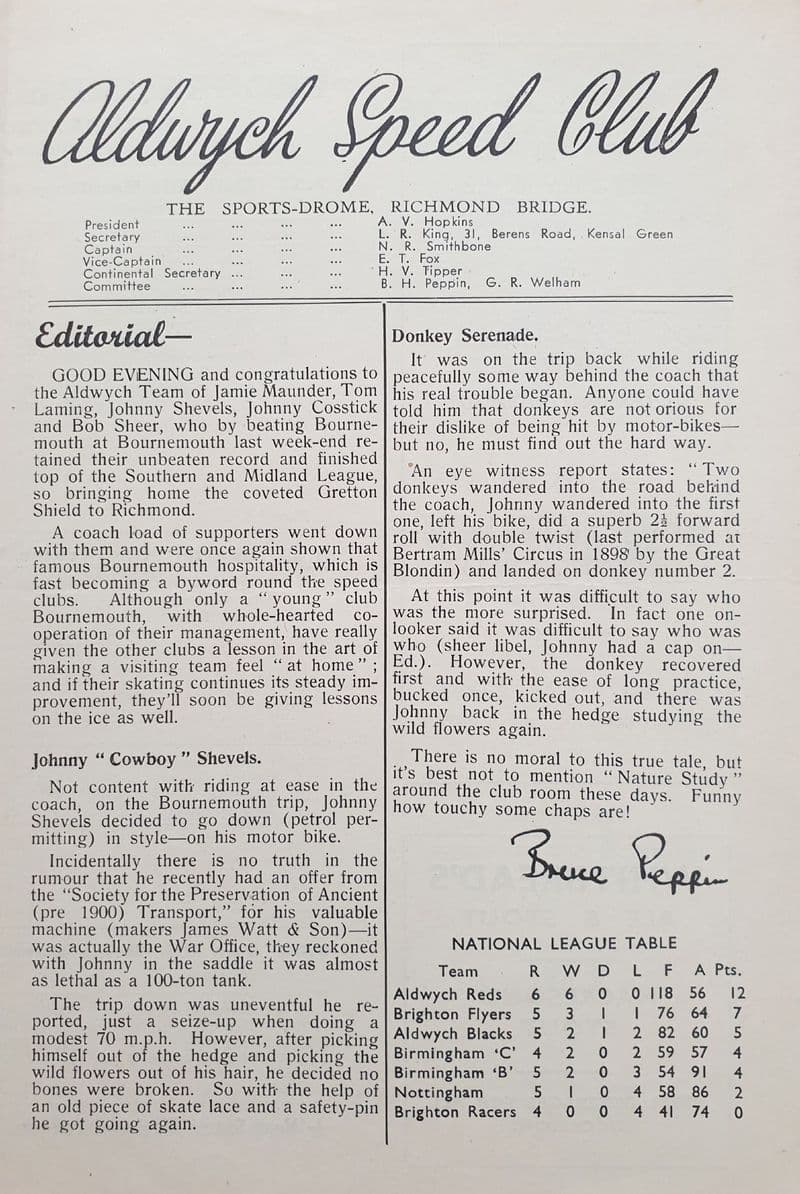 Aldwych Speed Club
THE SPORTS-DROME, RICHMOND BRIDGE.
President ... ... ... ... A. V. Hopkins
Secretary ... ... ... ... L. R. King, 31, Berens Road, Kensal Green
Captain ... ... ... ... N. R. Smithbone
Vice-Captain ... ... ... ... E. T. Fox
Continental Secretary ... ... ... H. V. Tipper
Committee ... ... ... ... B. H. Peppin, G. R. Welham
Editorial—
GOOD EVENING and congratulations to
the Aldwych Team of Jamie Maunder, Tom
Laming, Johnny Shevels, Johnny Cosstick
and Bob Sheer, who by beating Bourne-
mouth at Bournemouth last week-end re-
tained their unbeaten record and finished
top of the Southern and Midland League,
so bringing home the coveted Gretton
Shield to Richmond.
A coach load of supporters went down
with them and were once again shown that
famous Bournemouth hospitality, which is
fast becoming a byword round the speed
clubs. Although only a "young" club
Bournemouth, with whole-hearted co-
operation of their management, have really
given the other clubs a lesson in the art of
making a visiting team feel "at home";
and if their skating continues its steady im-
provement, they'll soon be giving lessons
on the ice as well.
Johnny "Cowboy" Shevels.
Not content with riding at ease in the
coach, on the Bournemouth trip, Johnny
Shevels decided to go down (petrol per-
mitting) in style—on his motor bike.
Incidentally there is no truth in the
rumour that he recently had an offer from
the "Society for the Preservation of Ancient
(pre 1900) Transport," for his valuable
machine (makers James Watt & Son)—it
was actually the War Office, they reckoned
with Johnny in the saddle it was almost
as lethal as a 100-ton tank.
The trip down was uneventful he re-
ported, just a seize-up when doing a
modest 70 m.p.h. However, after picking
himself out of the hedge and picking the
wild flowers out of his hair, he decided no
bones were broken. So with the help of
an old piece of skate lace and a safety-pin
he got going again.
Donkey Serenade.
It was on the trip back while riding
peacefully some way behind the coach that
his real trouble began. Anyone could have
told him that donkeys are not orious for
their dislike of being hit by motor-bikes—
but no, he must find out the hard way.
An eye witness report states: "Two
donkeys wandered into the road behind
the coach, Johnny wandered into the first
one, left his bike, did a superb 2½ forward
roll with double twist (last performed at
Bertram Mills' Circus in 1898 by the Great
Blondin) and landed on donkey number 2.
At this point it was difficult to say who
was the more surprised. In fact one on-
looker said it was difficult to say who was
who (sheer libel, Johnny had a cap on—
Ed.). However, the donkey recovered
first and with the ease of long practice,
bucked once, kicked out, and there was
Johnny back in the hedge studying the
wild flowers again.
There is no moral to this true tale, but
it's best not to mention "Nature Study"
around the club room these days. Funny
how touchy some chaps are!
Bruce Peppin
NATIONAL LEAGUE TABLE
Team R W D L F A Pts.
Aldwych Reds 6 6 0 0 118 56 12
Brighton Flyers 5 3 1 1 76 64 7
Aldwych Blacks 5 2 1 2 82 60 5
Birmingham 'C' 4 2 0 2 59 57 4
Birmingham 'B' 5 2 0 3 54 91 4
Nottingham 5 1 0 4 58 86 2
Brighton Racers 4 0 0 4 41 74 0